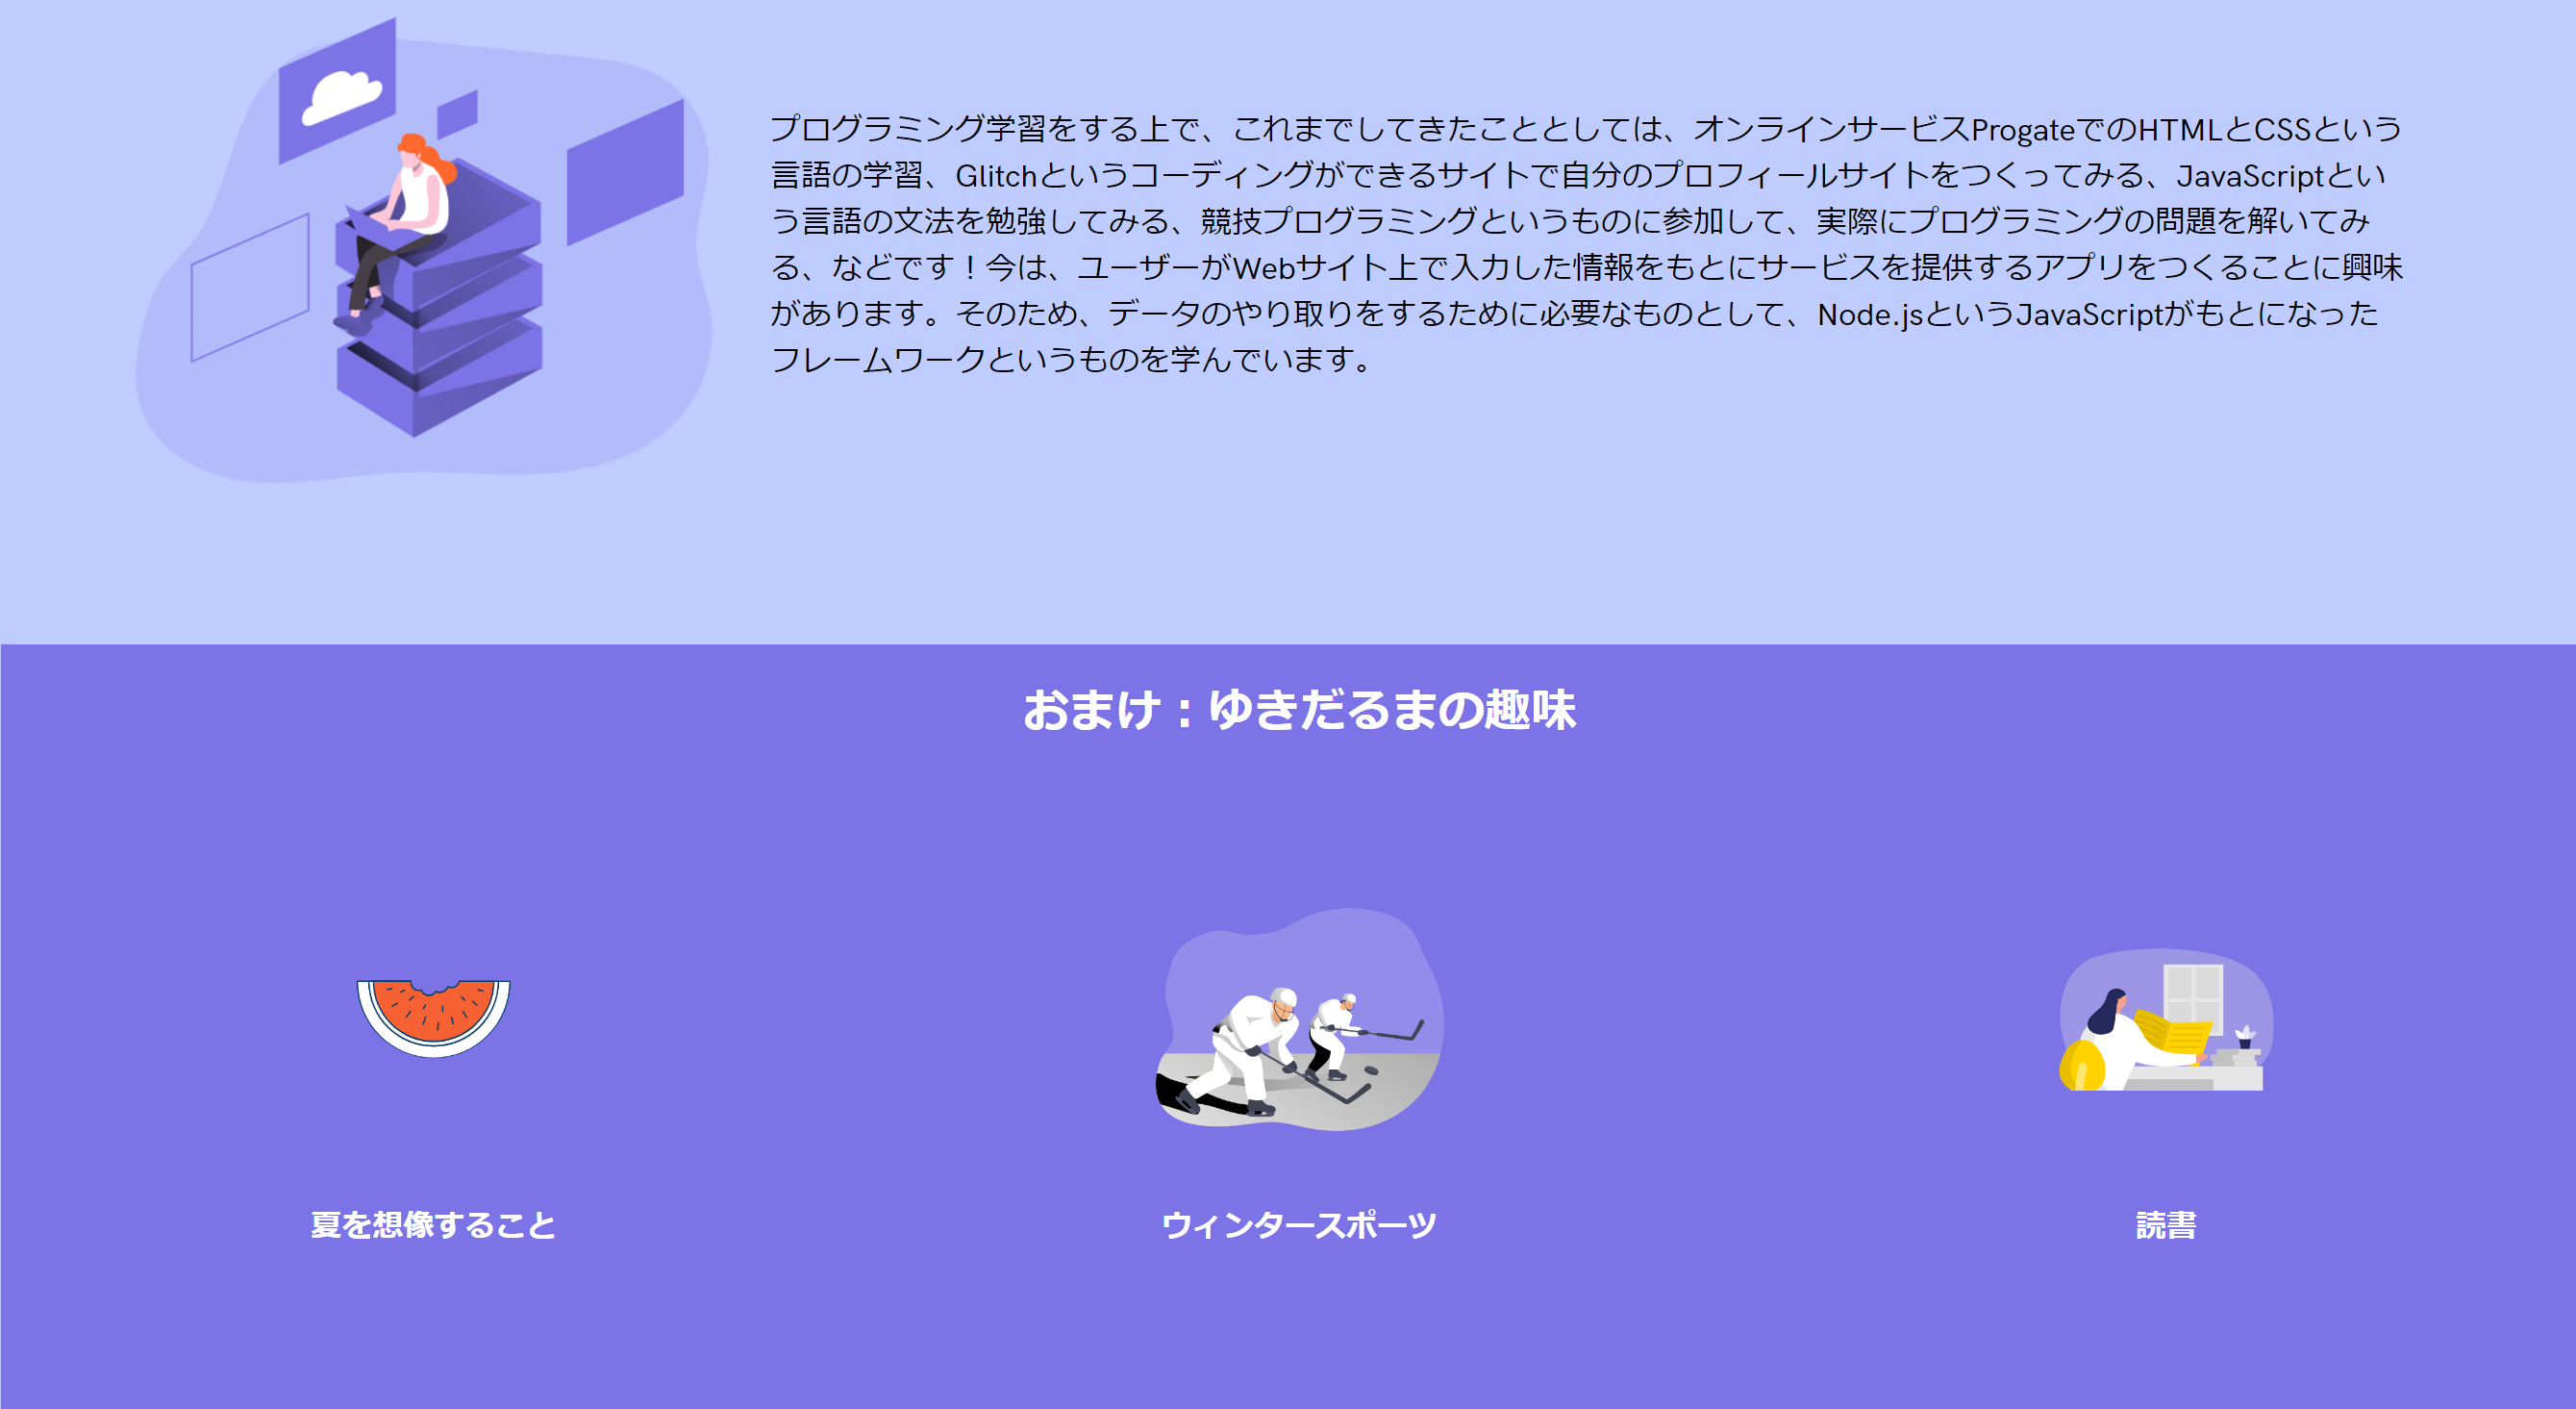 プログラミング学習をする上で、これまでしてきたこととしては、オンラインサービスProgateでのHTMLとCSSという
言語の学習、Glitchというコーディングができるサイトで自分のプロフィールサイトをつくってみる、JavaScriptとい
う言語の文法を勉強してみる、競技プログラミングというものに参加して、実際にプログラミングの問題を解いてみ
る、などです！今は、ユーザーがWebサイト上で入力した情報をもとにサービスを提供するアプリをつくることに興味
があります。そのため、データのやり取りをするために必要なものとして、Node.jsというJavaScriptがもとになった
フレームワークというものを学んでいます。
おまけ：ゆきだるまの趣味
夏を想像すること
ウィンタースポーツ
読書